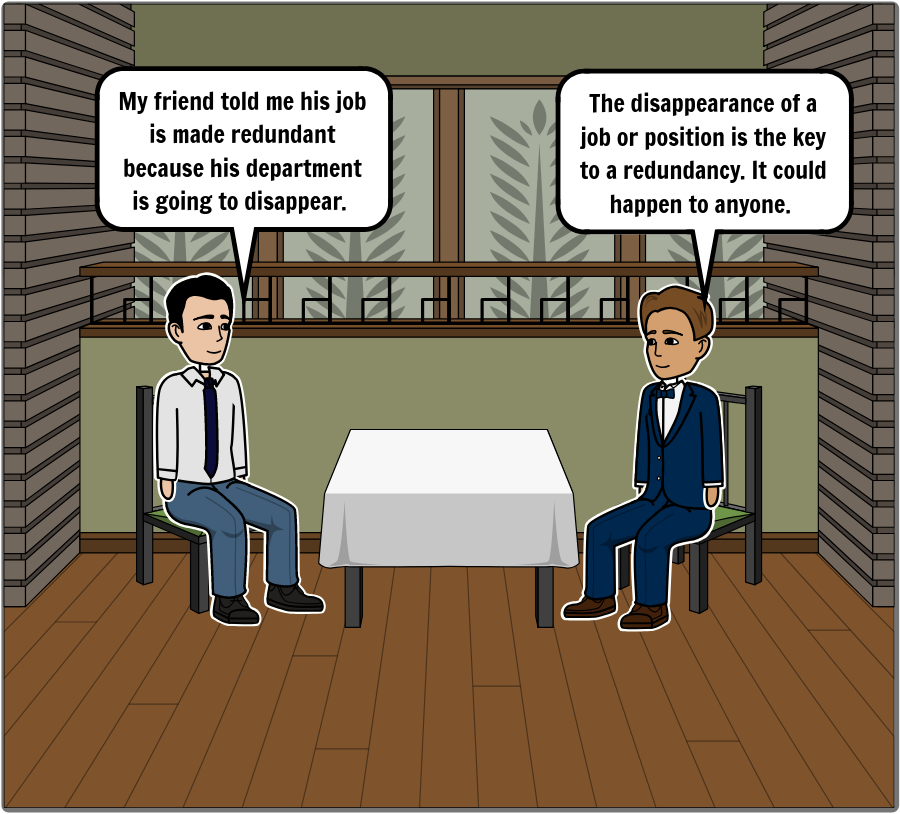 My friend told me his job
is made redundant
because his department
is going to disappear.
The disappearance of a
job or position is the key
to a redundancy. It could
happen to anyone.